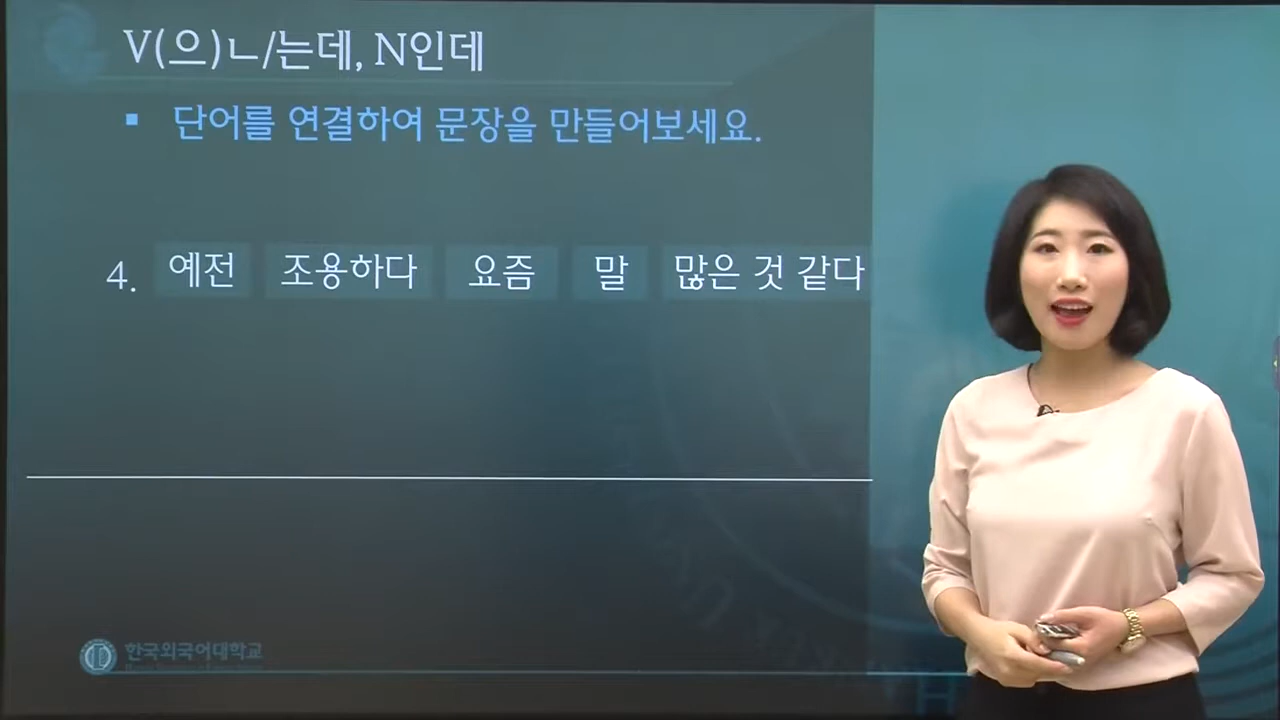 V(으)ㄴ/는데, N인데
▪ 단어를 연결하여 문장을 만들어보세요.
4. 예전 조용하다 요즘 말 많은 것 같다
한국외국어대학교